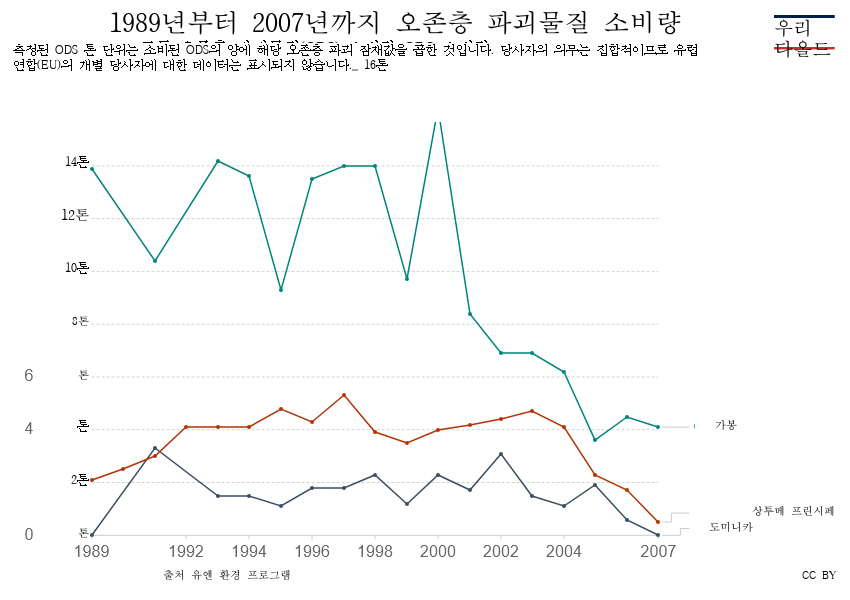 1989년부터 2007년까지 오존층 파괴물질 소비량
우리
다올드
측정된 ODS 톤 단위는 소비된 ODS의 양에 해당 오존층 파괴 잠재값을 곱한 것입니다. 당사자의 의무는 집합적이므로 유럽
연합(EU)의 개별 당사자에 대한 데이터는 표시되지 않습니다._ 16톤
14톤
12톤
10톤
8톤
6 톤
4 톤
2톤
0 톤
가봉
상투메 프린시페
도미니카
1989 1992 1994 1996 1998 2000 2002 2004 2007
출처 유엔 환경 프로그램
CC BY